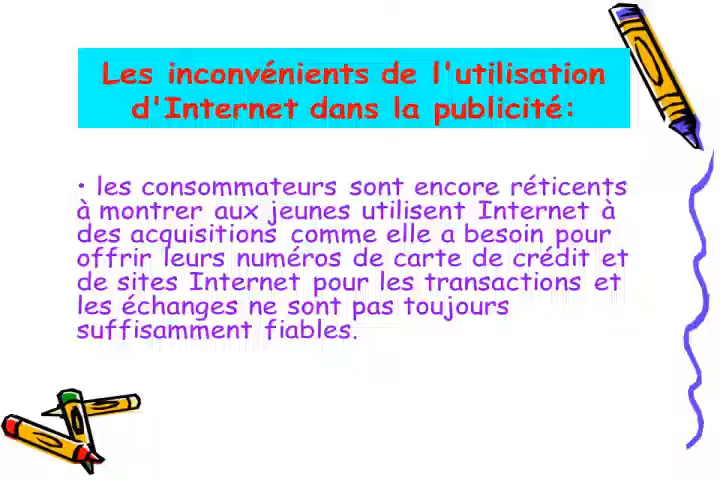 Les inconvénients de l'utilisation
d'Internet dans la publicité:
• les consommateurs sont encore réticents
à montrer aux jeunes utilisent Internet à
des acquisitions comme elle a besoin pour
offrir leurs numéros de carte de crédit et
de sites Internet pour les transactions et
les échanges ne sont pas toujours
suffisamment fiables.